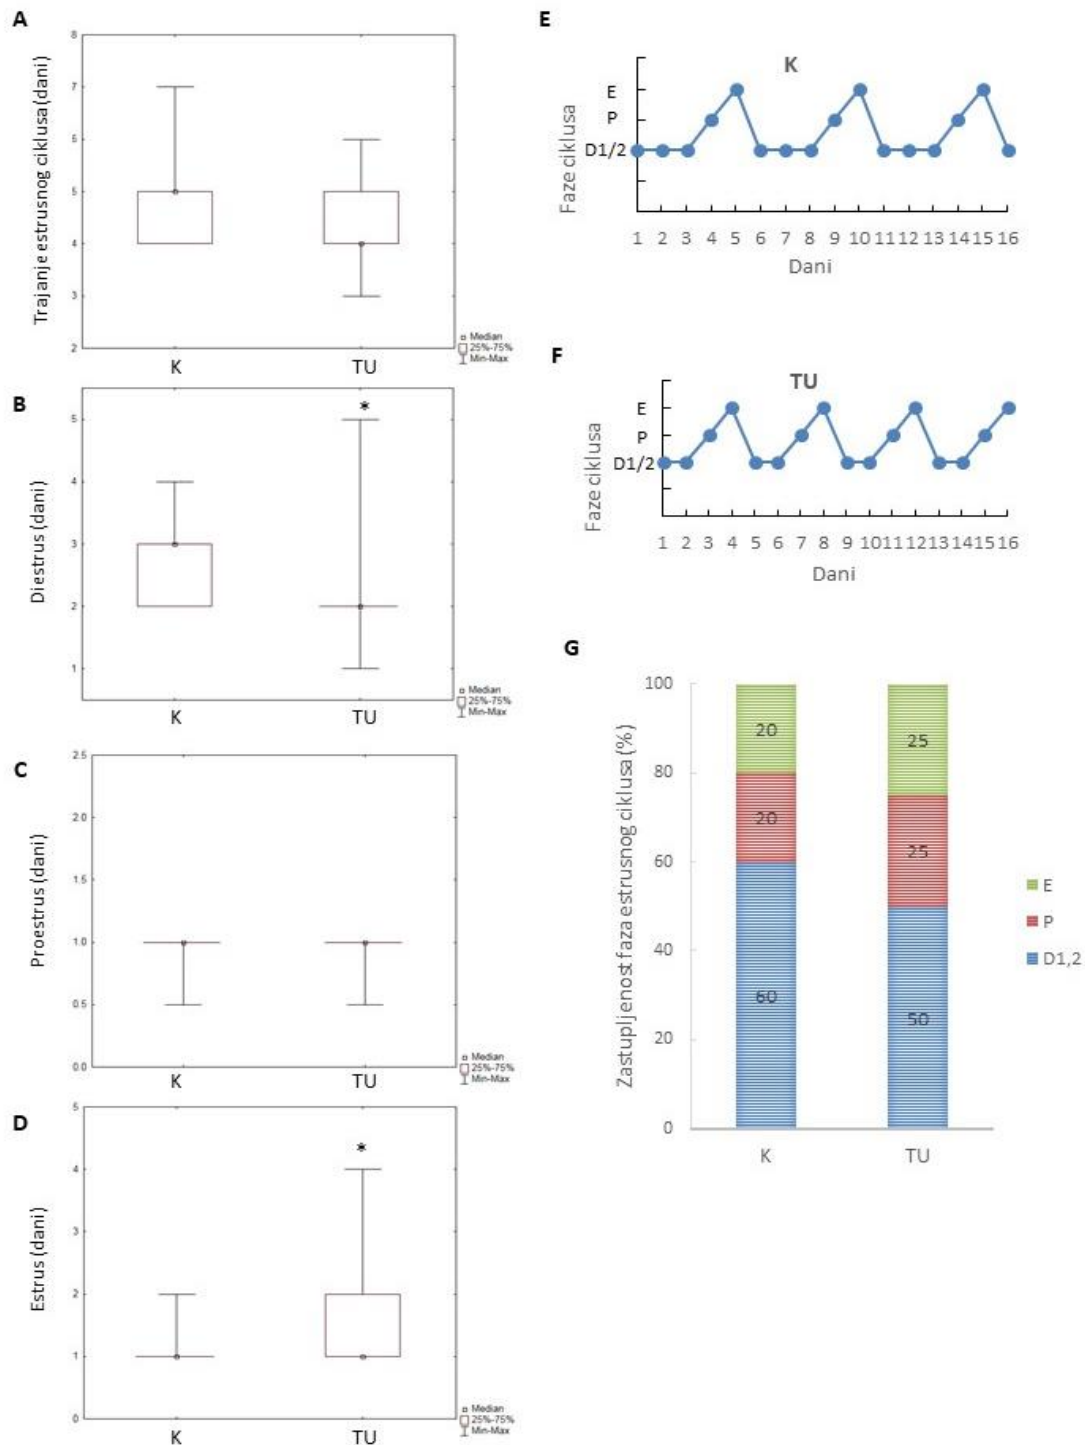 A
Trajanje estrusnog ciklusa (dani)
8
7
6
5
4
3
2
K TU
Median
25%-75%
Min-Max
B
Diestrus (dani)
*
5
4
3
2
1
K TU
Median
25%-75%
Min-Max
C
Proestrus (dani)
2.5
2.0
1.5
1.0
0.5
0.0
K TU
Median
25%-75%
Min-Max
D
Estrus (dani)
*
5
4
3
2
1
0
K TU
Median
25%-75%
Min-Max
E
K
Faze ciklusa
E
P
D1/2
1 2 3 4 5 6 7 8 9 10 11 12 13 14 15 16
Dani
F
TU
Faze ciklusa
E
P
D1/2
1 2 3 4 5 6 7 8 9 10 11 12 13 14 15 16
Dani
G
Zastupljenost faza estrusnog ciklusa (%)
100
80
60
40
20
0
20 25
20 25
60 50
K TU
E
P
D1,2